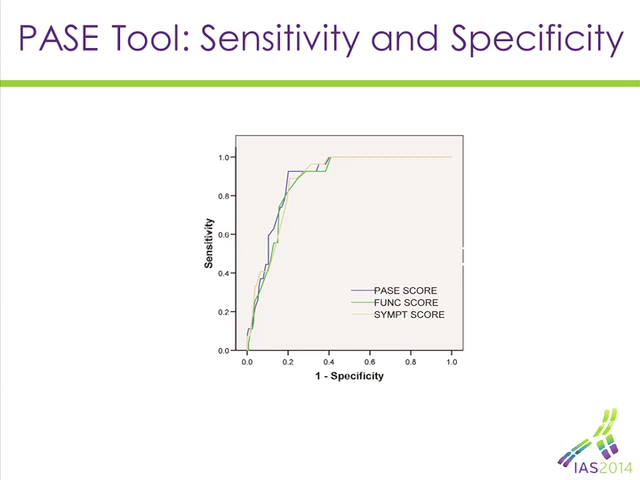 PASE Tool: Sensitivity and Specificity
1.0
0.8
0.6
0.4
0.2
0.0
Sensitivity
PASE SCORE
FUNC SCORE
SYMPT SCORE
0.0 0.2 0.4 0.6 0.8 1.0
1 - Specificity
IAS2014